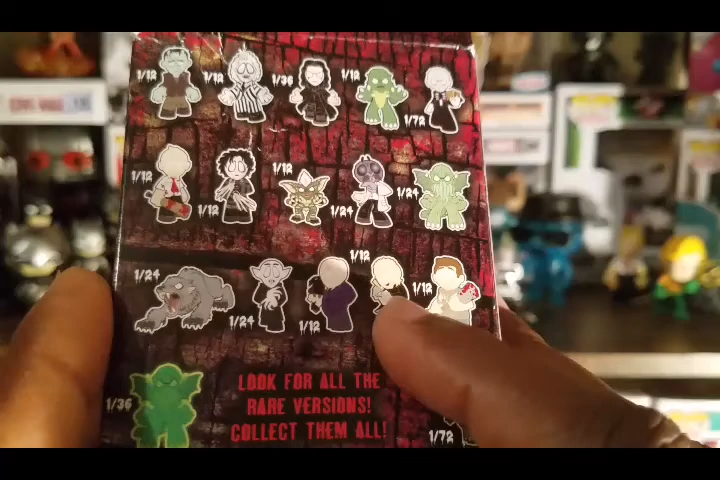 1/12 1/12 1/36 1/12 1/72
1/12 1/12 1/12 1/24 1/24
1/24 1/24 1/12 1/12 1/12
1/36
LOOK FOR ALL THE
RARE VERSIONS!
COLLECT THEM ALL!
1/72